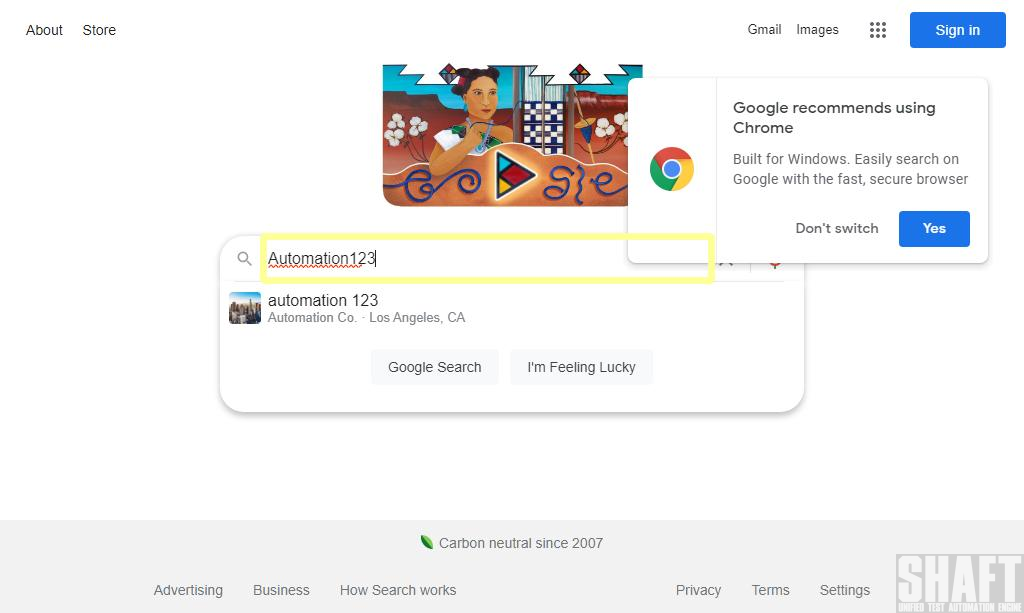 About Store Gmail Images Sign in
Google recommends using
Chrome
Built for Windows. Easily search on
Google with the fast, secure browser
Don't switch Yes
Automation123
automation 123
Automation Co. · Los Angeles, CA
Google Search I'm Feeling Lucky
Carbon neutral since 2007
Advertising Business How Search works Privacy Terms Settings
SHAFT
UNIFIED TEST AUTOMATION ENGINE